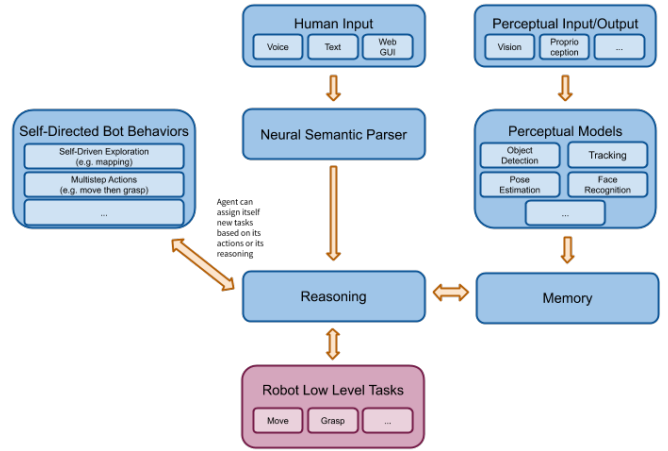 Human Input
Voice
Text
Web
GUI
Perceptual Input/Output
Vision
Proprio
ception
...
Self-Directed Bot Behaviors
Self-Driven Exploration
(e.g. mapping)
Multistep Actions
(e.g. move then grasp)
...
Neural Semantic Parser
Perceptual Models
Object
Detection
Tracking
Pose
Estimation
Face
Recognition
...
Agent can
assign itself
new tasks
based on its
actions or its
reasoning
Reasoning
Memory
Robot Low Level Tasks
Move
Grasp
...